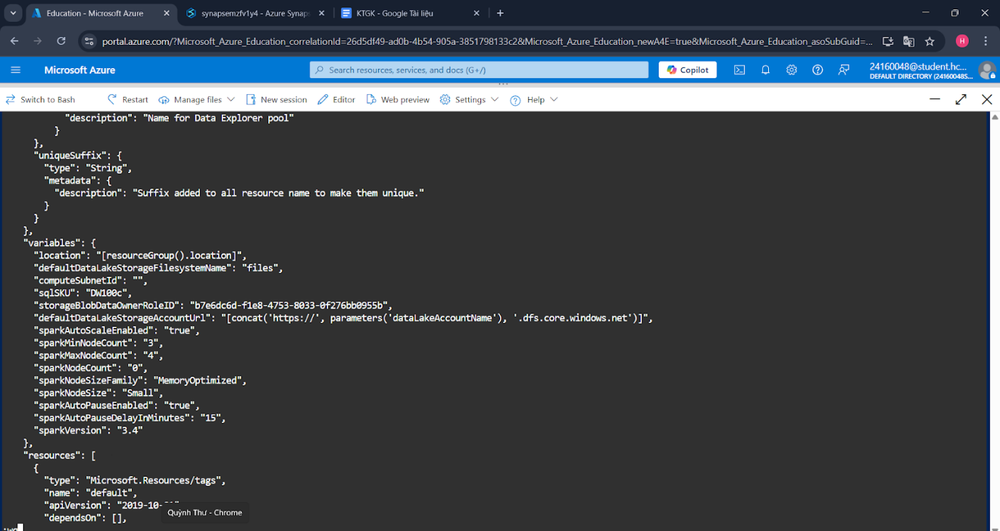 Education - Microsoft Azure
synapsemzfv1y4 - Azure Synaps
KTGK - Google Tài liệu
portal.azure.com/?Microsoft_Azure_Education_correlationId=26d5df49-ad0b-4b54-905a-3851798133c2&Microsoft_Azure_Education_newA4E=true&Microsoft_Azure_Education_asoSubGuid=...
H
Microsoft Azure
Search resources, services, and docs (G+/)
Copilot
24160048@student.hc...
DEFAULT DIRECTORY (24160048S...
Switch to Bash
Restart
Manage files
New session
Editor
Web preview
Settings
Help
"description": "Name for Data Explorer pool"
}
},
"uniqueSuffix": {
"type": "String",
"metadata": {
"description": "Suffix added to all resource name to make them unique."
}
}
},
"variables": {
"location": "[resourceGroup().location]",
"defaultDataLakeStorageFilesystemName": "files",
"computeSubnetId": "",
"sqlSKU": "DW100c",
"storageBlobDataOwnerRoleID": "b7e6dc6d-f1e8-4753-8033-0f276bb0955b",
"defaultDataLakeStorageAccountUrl": "[concat('https://', parameters('dataLakeAccountName'), '.dfs.core.windows.net')]",
"sparkAutoScaleEnabled": "true",
"sparkMinNodeCount": "3",
"sparkMaxNodeCount": "4",
"sparkNodeCount": "0",
"sparkNodeSizeFamily": "MemoryOptimized",
"sparkNodeSize": "Small",
"sparkAutoPauseEnabled": "true",
"sparkAutoPauseDelayInMinutes": "15",
"sparkVersion": "3.4"
},
"resources": [
{
"type": "Microsoft.Resources/tags",
"name": "default",
"apiVersion": "2019-10-
"dependsOn": [],
Quỳnh Thư - Chrome
:wq